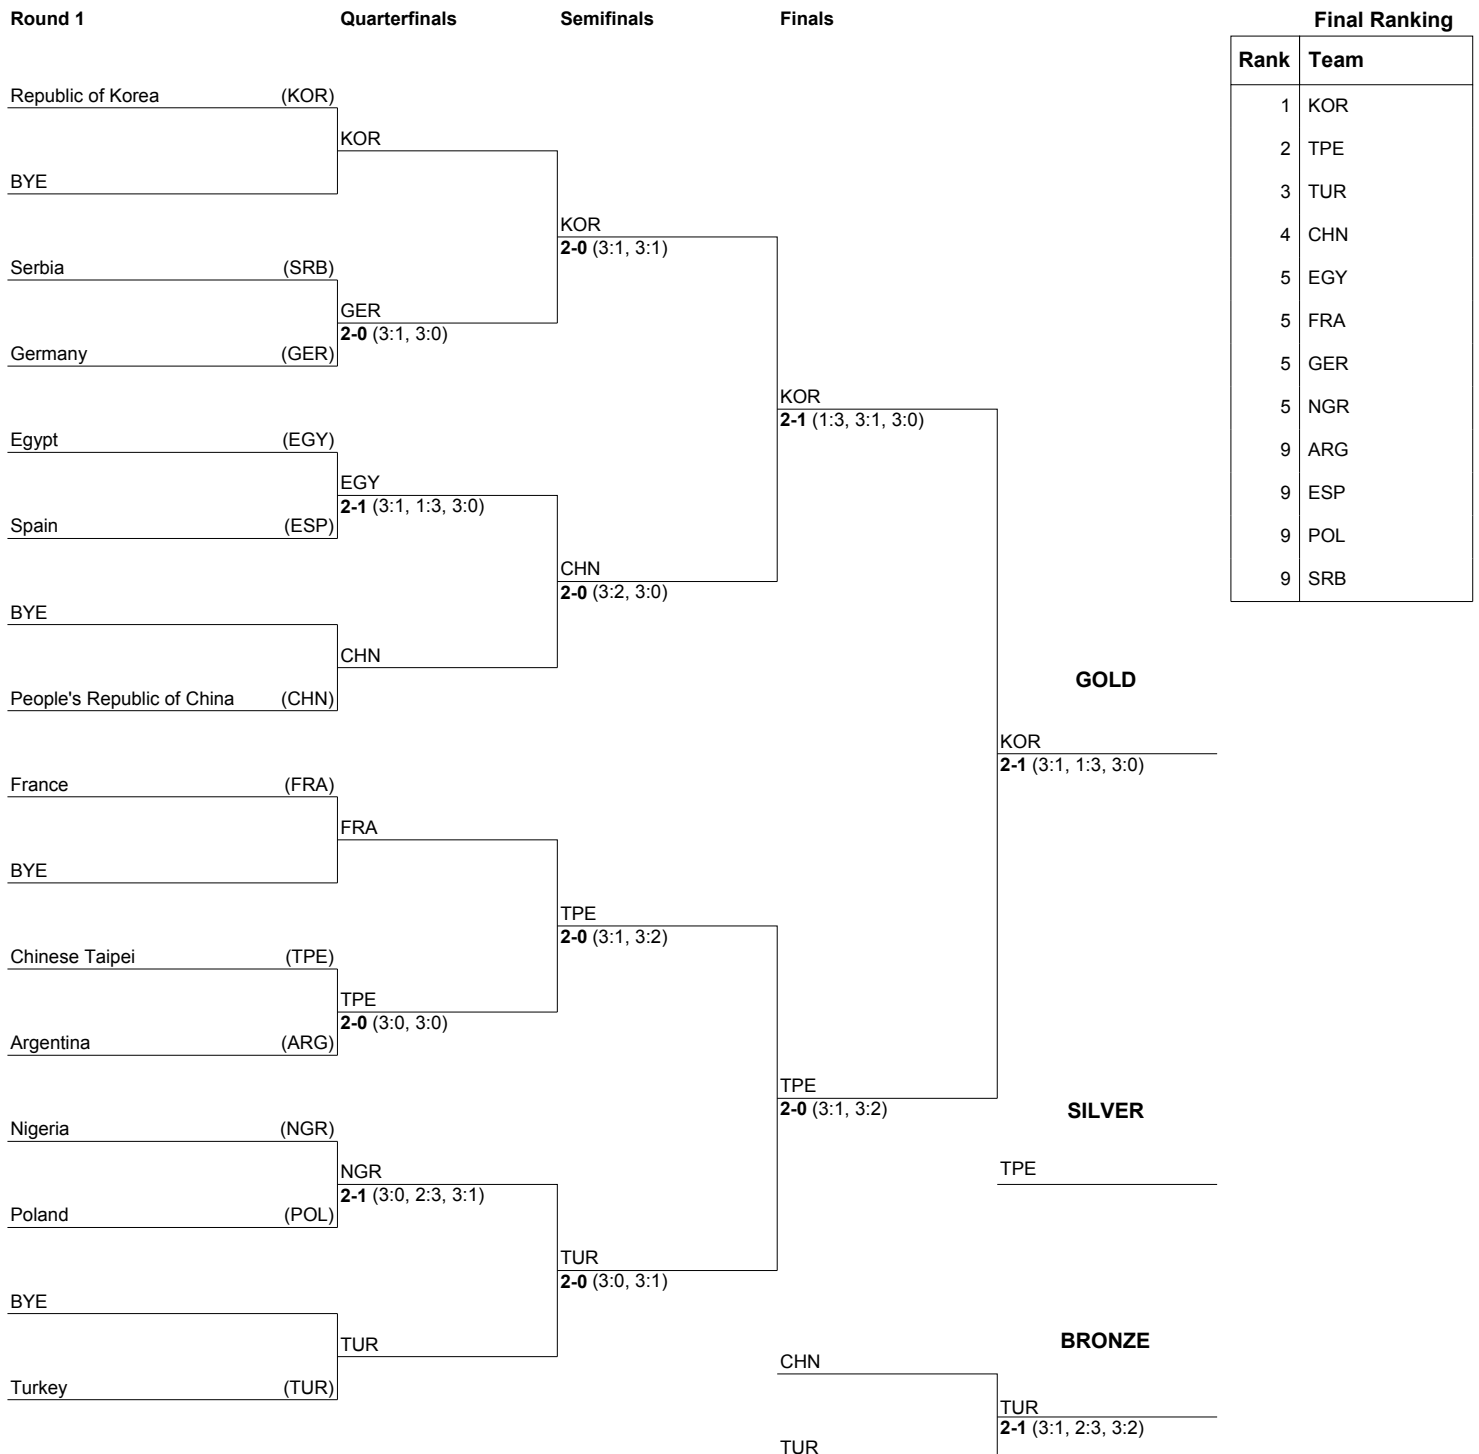 Round 1 Quarterfinals Semifinals Finals Final Ranking
Rank Team
Republic of Korea (KOR)
1 KOR
KOR
2 TPE
BYE
3 TUR
KOR
4 CHN
2-0 (3:1, 3:1)
Serbia (SRB)
5 EGY
GER
5 FRA
2-0 (3:1, 3:0)
Germany (GER)
5 GER
KOR
5 NGR
2-1 (1:3, 3:1, 3:0)
Egypt (EGY)
9 ARG
EGY
9 ESP
2-1 (3:1, 1:3, 3:0)
Spain (ESP)
9 POL
CHN
9 SRB
2-0 (3:2, 3:0)
BYE
CHN
GOLD
People's Republic of China (CHN)
KOR
2-1 (3:1, 1:3, 3:0)
France (FRA)
FRA
BYE
TPE
2-0 (3:1, 3:2)
Chinese Taipei (TPE)
TPE
2-0 (3:0, 3:0)
Argentina (ARG)
TPE
2-0 (3:1, 3:2)
SILVER
Nigeria (NGR)
TPE
NGR
2-1 (3:0, 2:3, 3:1)
Poland (POL)
TUR
2-0 (3:0, 3:1)
BYE
BRONZE
TUR
CHN
Turkey (TUR)
TUR
2-1 (3:1, 2:3, 3:2)
TUR